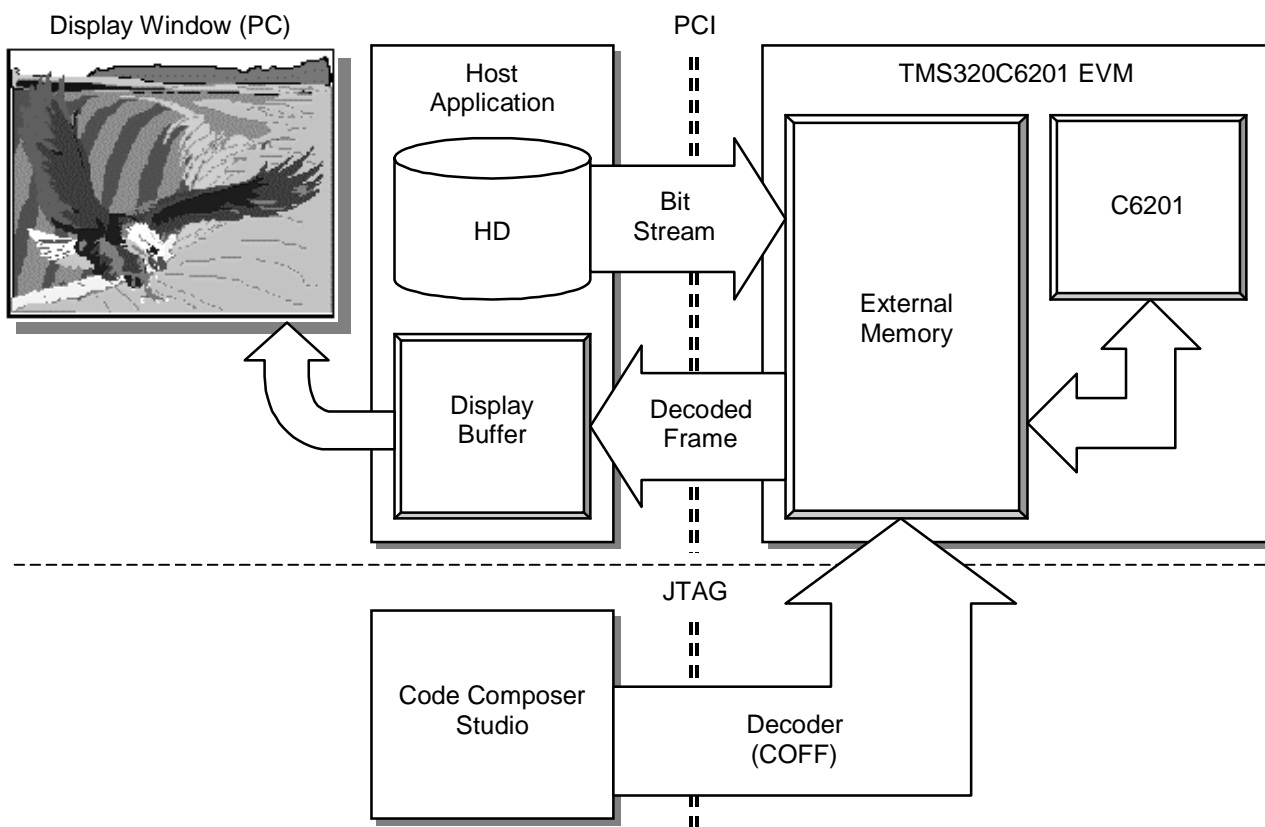 Display Window (PC)
PCI
Host
Application
TMS320C6201 EVM
HD
Bit
Stream
C6201
External
Memory
Display
Buffer
Decoded
Frame
JTAG
Code Composer
Studio
Decoder
(COFF)